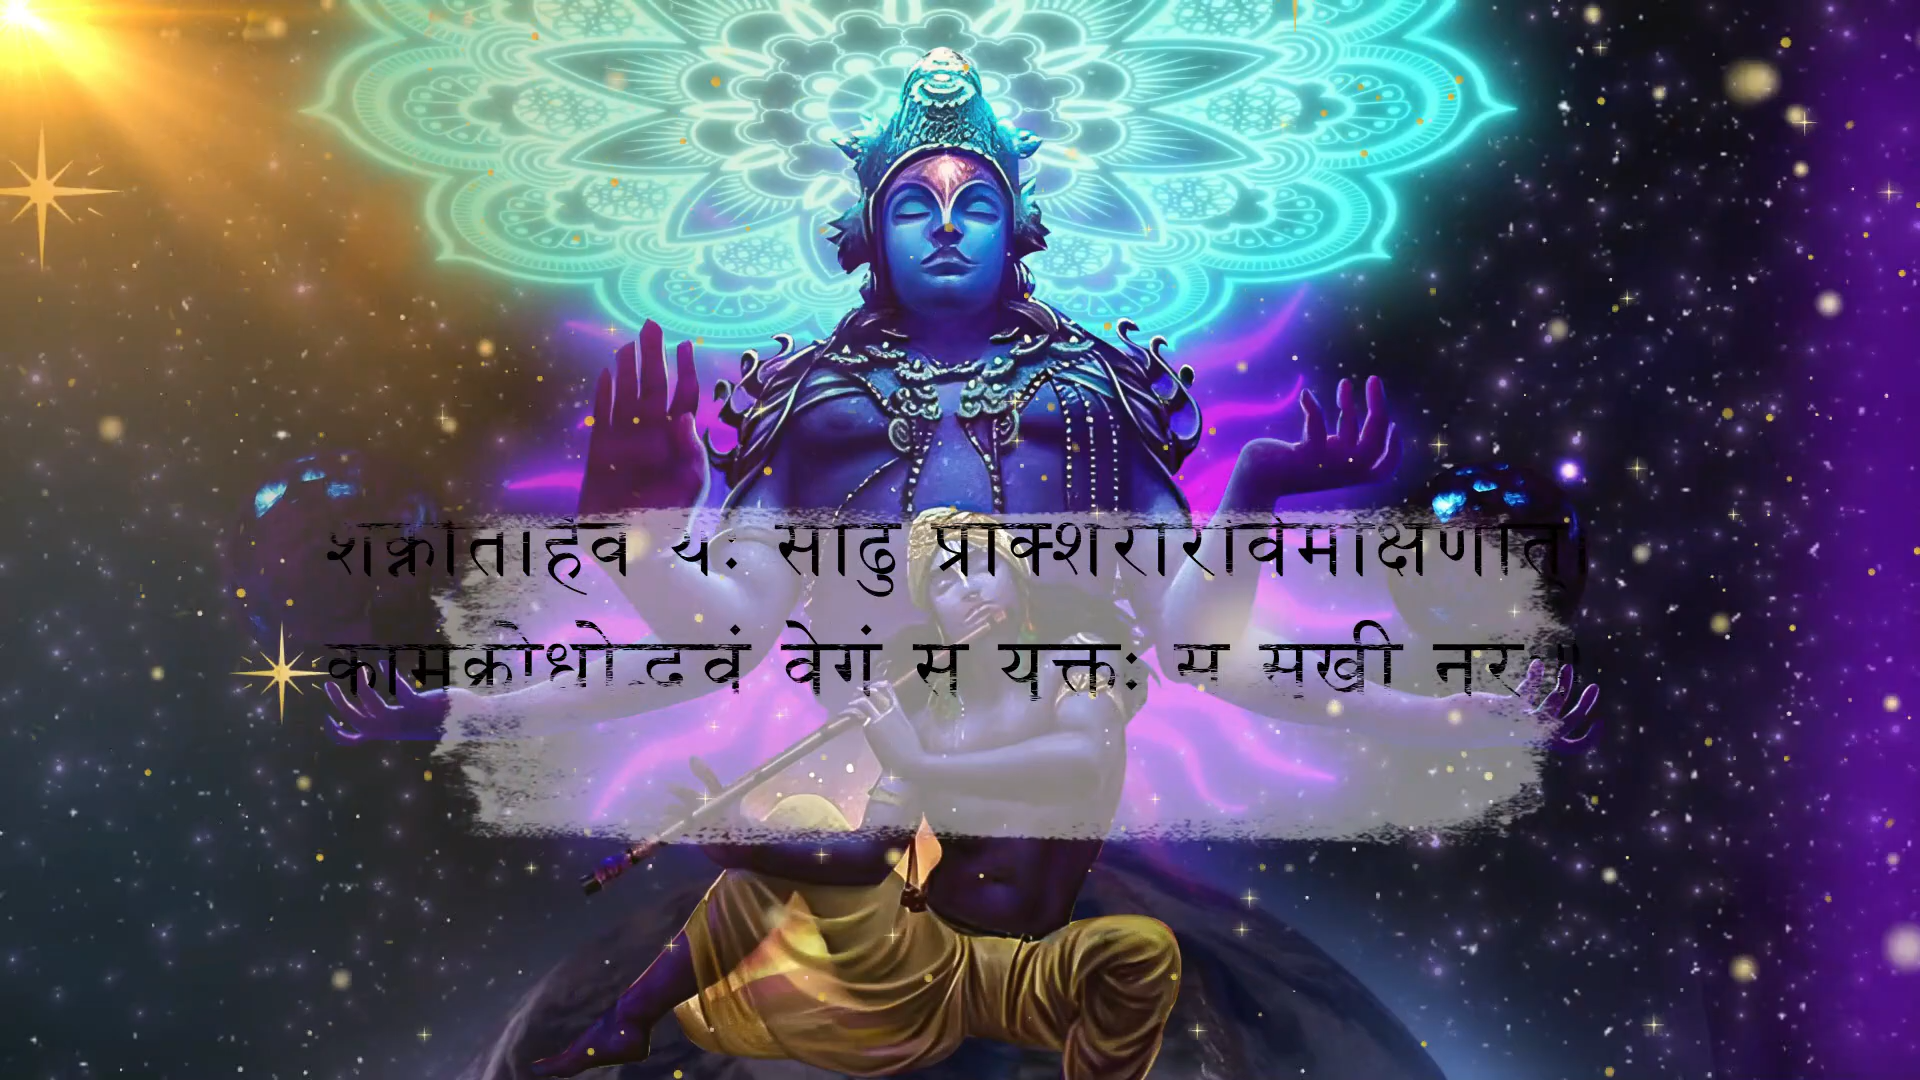 शक्नोतीहैव यः सोढुं प्राक्शरीरविमोक्षणात्।
कामक्रोधोद्भवं वेगं स युक्तः स सुखी नरः॥